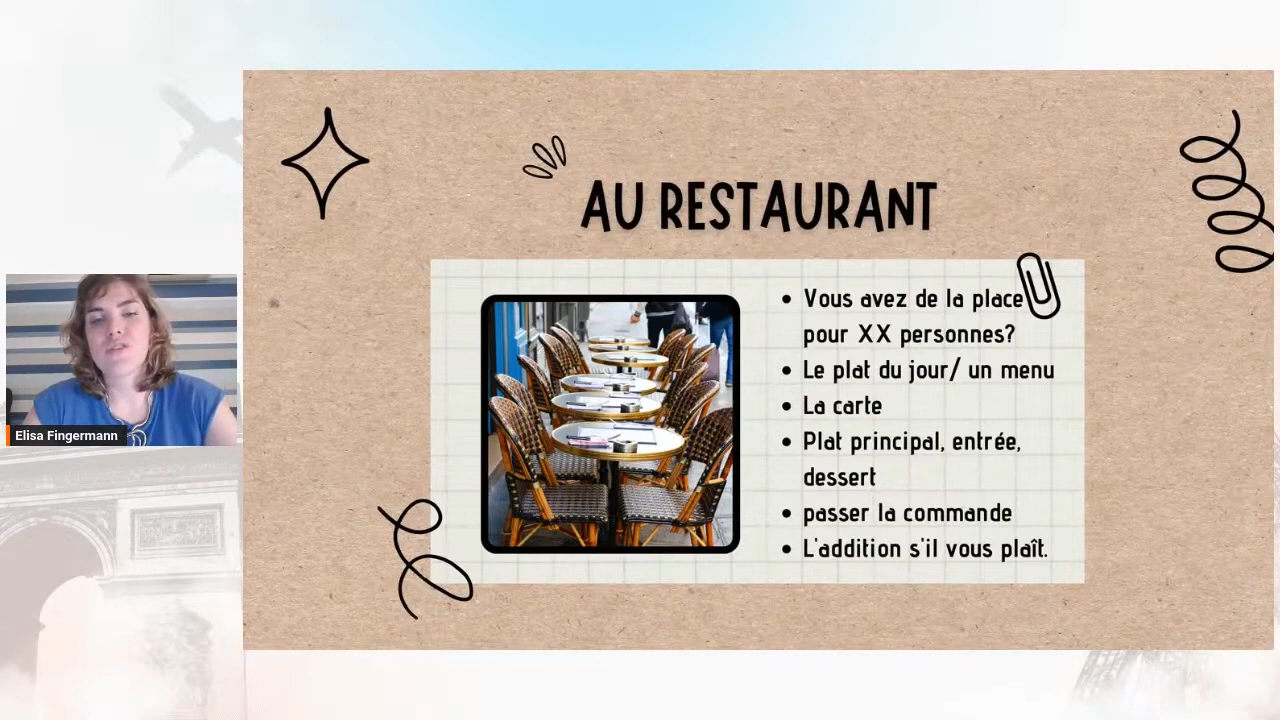 AU RESTAURANT
Vous avez de la place
pour XX personnes?
Le plat du jour/ un menu
La carte
Plat principal, entrée,
dessert
passer la commande
L'addition s'il vous plaît.
Elisa Fingermann